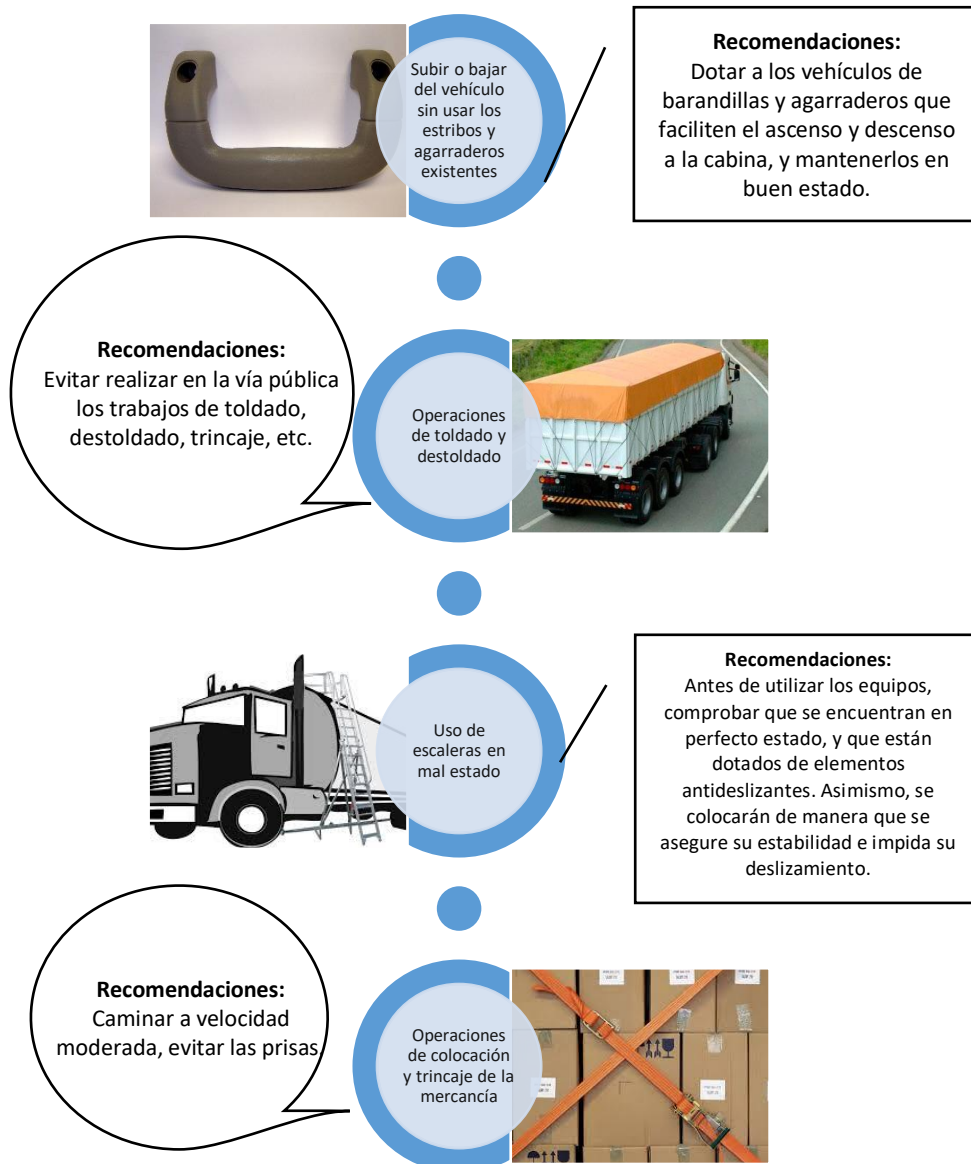 Subir o bajar
del vehículo
sin usar los
estribos y
agarraderos
existentes
Recomendaciones:
Dotar a los vehículos de
barandillas y agarraderos que
faciliten el ascenso y descenso
a la cabina, y mantenerlos en
buen estado.
Recomendaciones:
Evitar realizar en la vía pública
los trabajos de toldado,
destoldado, trincaje, etc.
Operaciones
de toldado y
destoldado
Uso de
escaleras en
mal estado
Recomendaciones:
Antes de utilizar los equipos,
comprobar que se encuentran en
perfecto estado, y que están
dotados de elementos
antideslizantes. Asimismo, se
colocarán de manera que se
asegure su estabilidad e impida su
deslizamiento.
Recomendaciones:
Caminar a velocidad
moderada, evitar las prisas
Operaciones
de colocación
y trincaje de la
mercancía